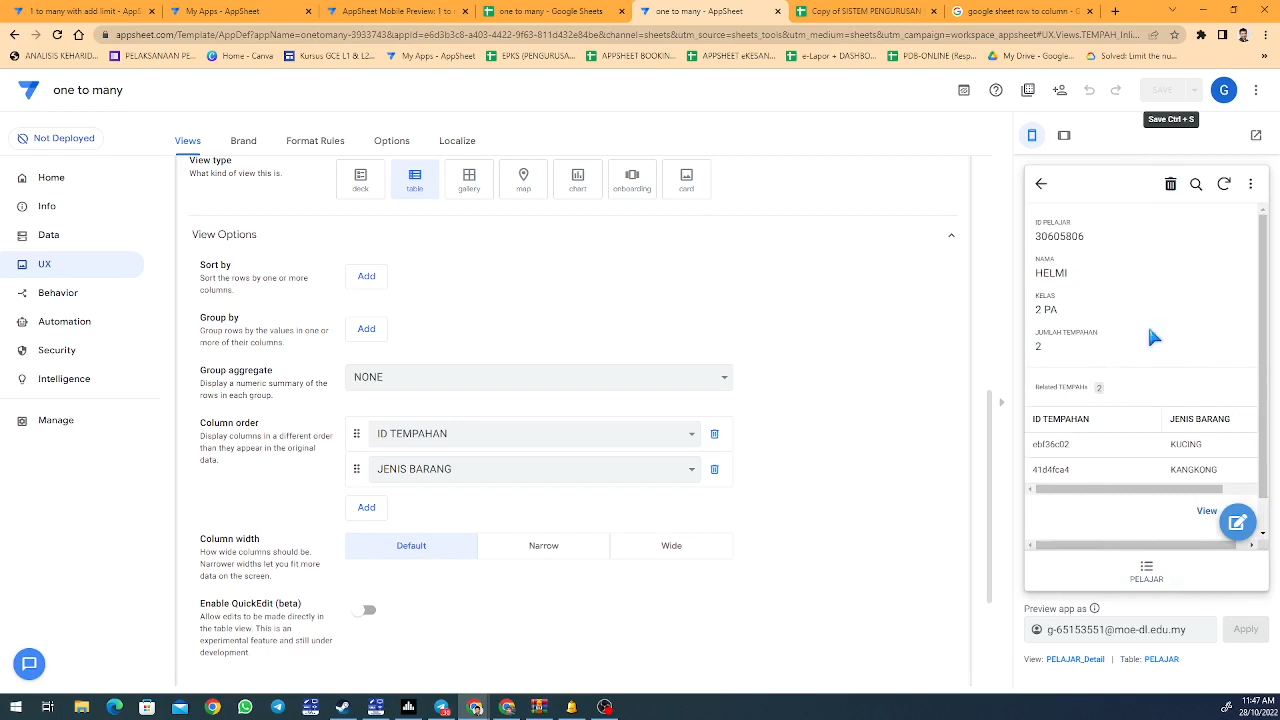 1 to many with add limit - AppSh
My Apps - AppSheet
AppSheet Mobile Preview: 1 to m
one to many - Google Sheets
one to many - AppSheet
Copy of SISTEM PENGURUSAN
google sheet row to column - G
appsheet.com/Template/AppDef?appName=onetomany-3933743&appId=e6d3b3c8-a403-4422-9f63-811d432e84be&channel=sheets&utm_source=sheets_tools&utm_medium=sheets&utm_campaign=workspace_appsheet#UX.Views.TEMPAH_Inli...
ANALISIS KEHARID...
PELAKSANAAN PE...
Home - Canva
Kursus GCE L1 & L2...
My Apps - AppSheet
EPKS (PENGURUSA...
APPSHEET BOOKIN...
APPSHEET eKESAN...
e-Lapor + DASHBO...
PDB-ONLINE (Respo...
My Drive - Google...
Solved: Limit the nu...
one to many
SAVE
G
Save Ctrl + S
Not Deployed
Views
Brand
Format Rules
Options
Localize
Home
Info
Data
UX
Behavior
Automation
Security
Intelligence
Manage
View type
What kind of view this is.
deck
table
gallery
map
chart
onboarding
card
View Options
Sort by
Sort the rows by one or more
columns.
Add
Group by
Group rows by the values in one or
more of their columns.
Add
Group aggregate
Display a numeric summary of the
rows in each group.
NONE
Column order
Display columns in a different order
than they appear in the original
data.
ID TEMPAHAN
JENIS BARANG
Add
Column width
How wide columns should be.
Narrower widths let you fit more
data on the screen.
Default
Narrow
Wide
Enable QuickEdit (beta)
Allow edits to be made directly in
the table view. This is an
experimental feature and still under
development.
ID PELAJAR
30605806
NAMA
HELMI
KELAS
2 PA
JUMLAH TEMPAHAN
2
Related TEMPAHs 2
ID TEMPAHAN
JENIS BARANG
ebf36c02
KUCING
41d4fca4
KANGKONG
View
PELAJAR
Preview app as
g-65153551@moe-dl.edu.my
Apply
View: PELAJAR_Detail | Table: PELAJAR
11:47 AM
28/10/2022